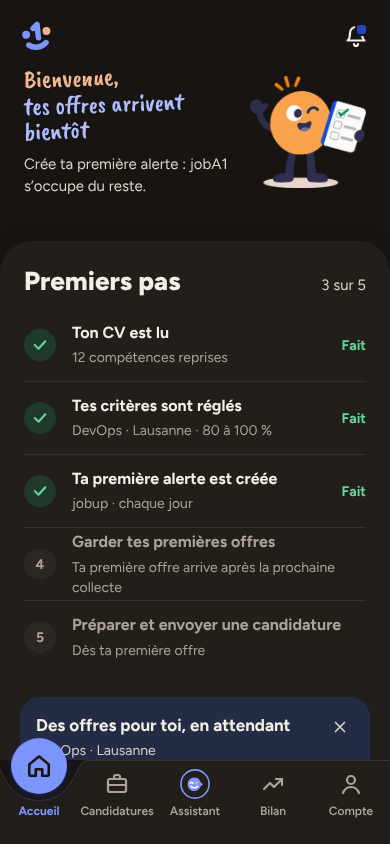 Bienvenue,
tes offres arrivent
bientôt
Crée ta première alerte : jobA1
s’occupe du reste.
Premiers pas
3 sur 5
Ton CV est lu
12 compétences reprises
Fait
Tes critères sont réglés
DevOps · Lausanne · 80 à 100 %
Fait
Ta première alerte est créée
jobup · chaque jour
Fait
4
Garder tes premières offres
Ta première offre arrive après la prochaine
collecte
5
Préparer et envoyer une candidature
Dès ta première offre
Des offres pour toi, en attendant
Ops · Lausanne
Accueil
Candidatures
Assistant
Bilan
Compte